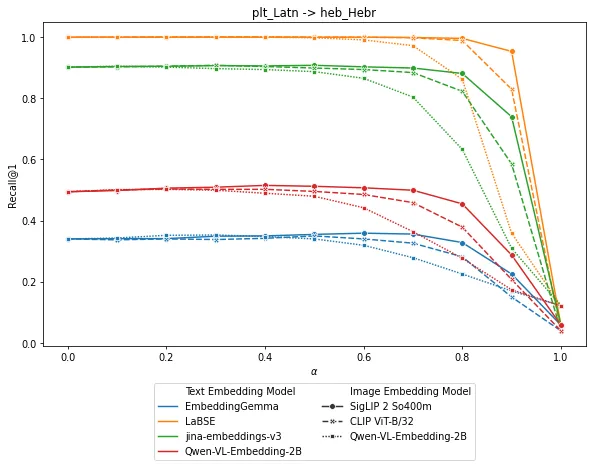 plt_Latn -> heb_Hebr
Recall@1
1.0
0.8
0.6
0.4
0.2
0.0
0.0 0.2 0.4 0.6 0.8 1.0
α
Text Embedding Model Image Embedding Model
EmbeddingGemma SigLIP 2 So400m
LaBSE CLIP ViT-B/32
jina-embeddings-v3 Qwen-VL-Embedding-2B
Qwen-VL-Embedding-2B